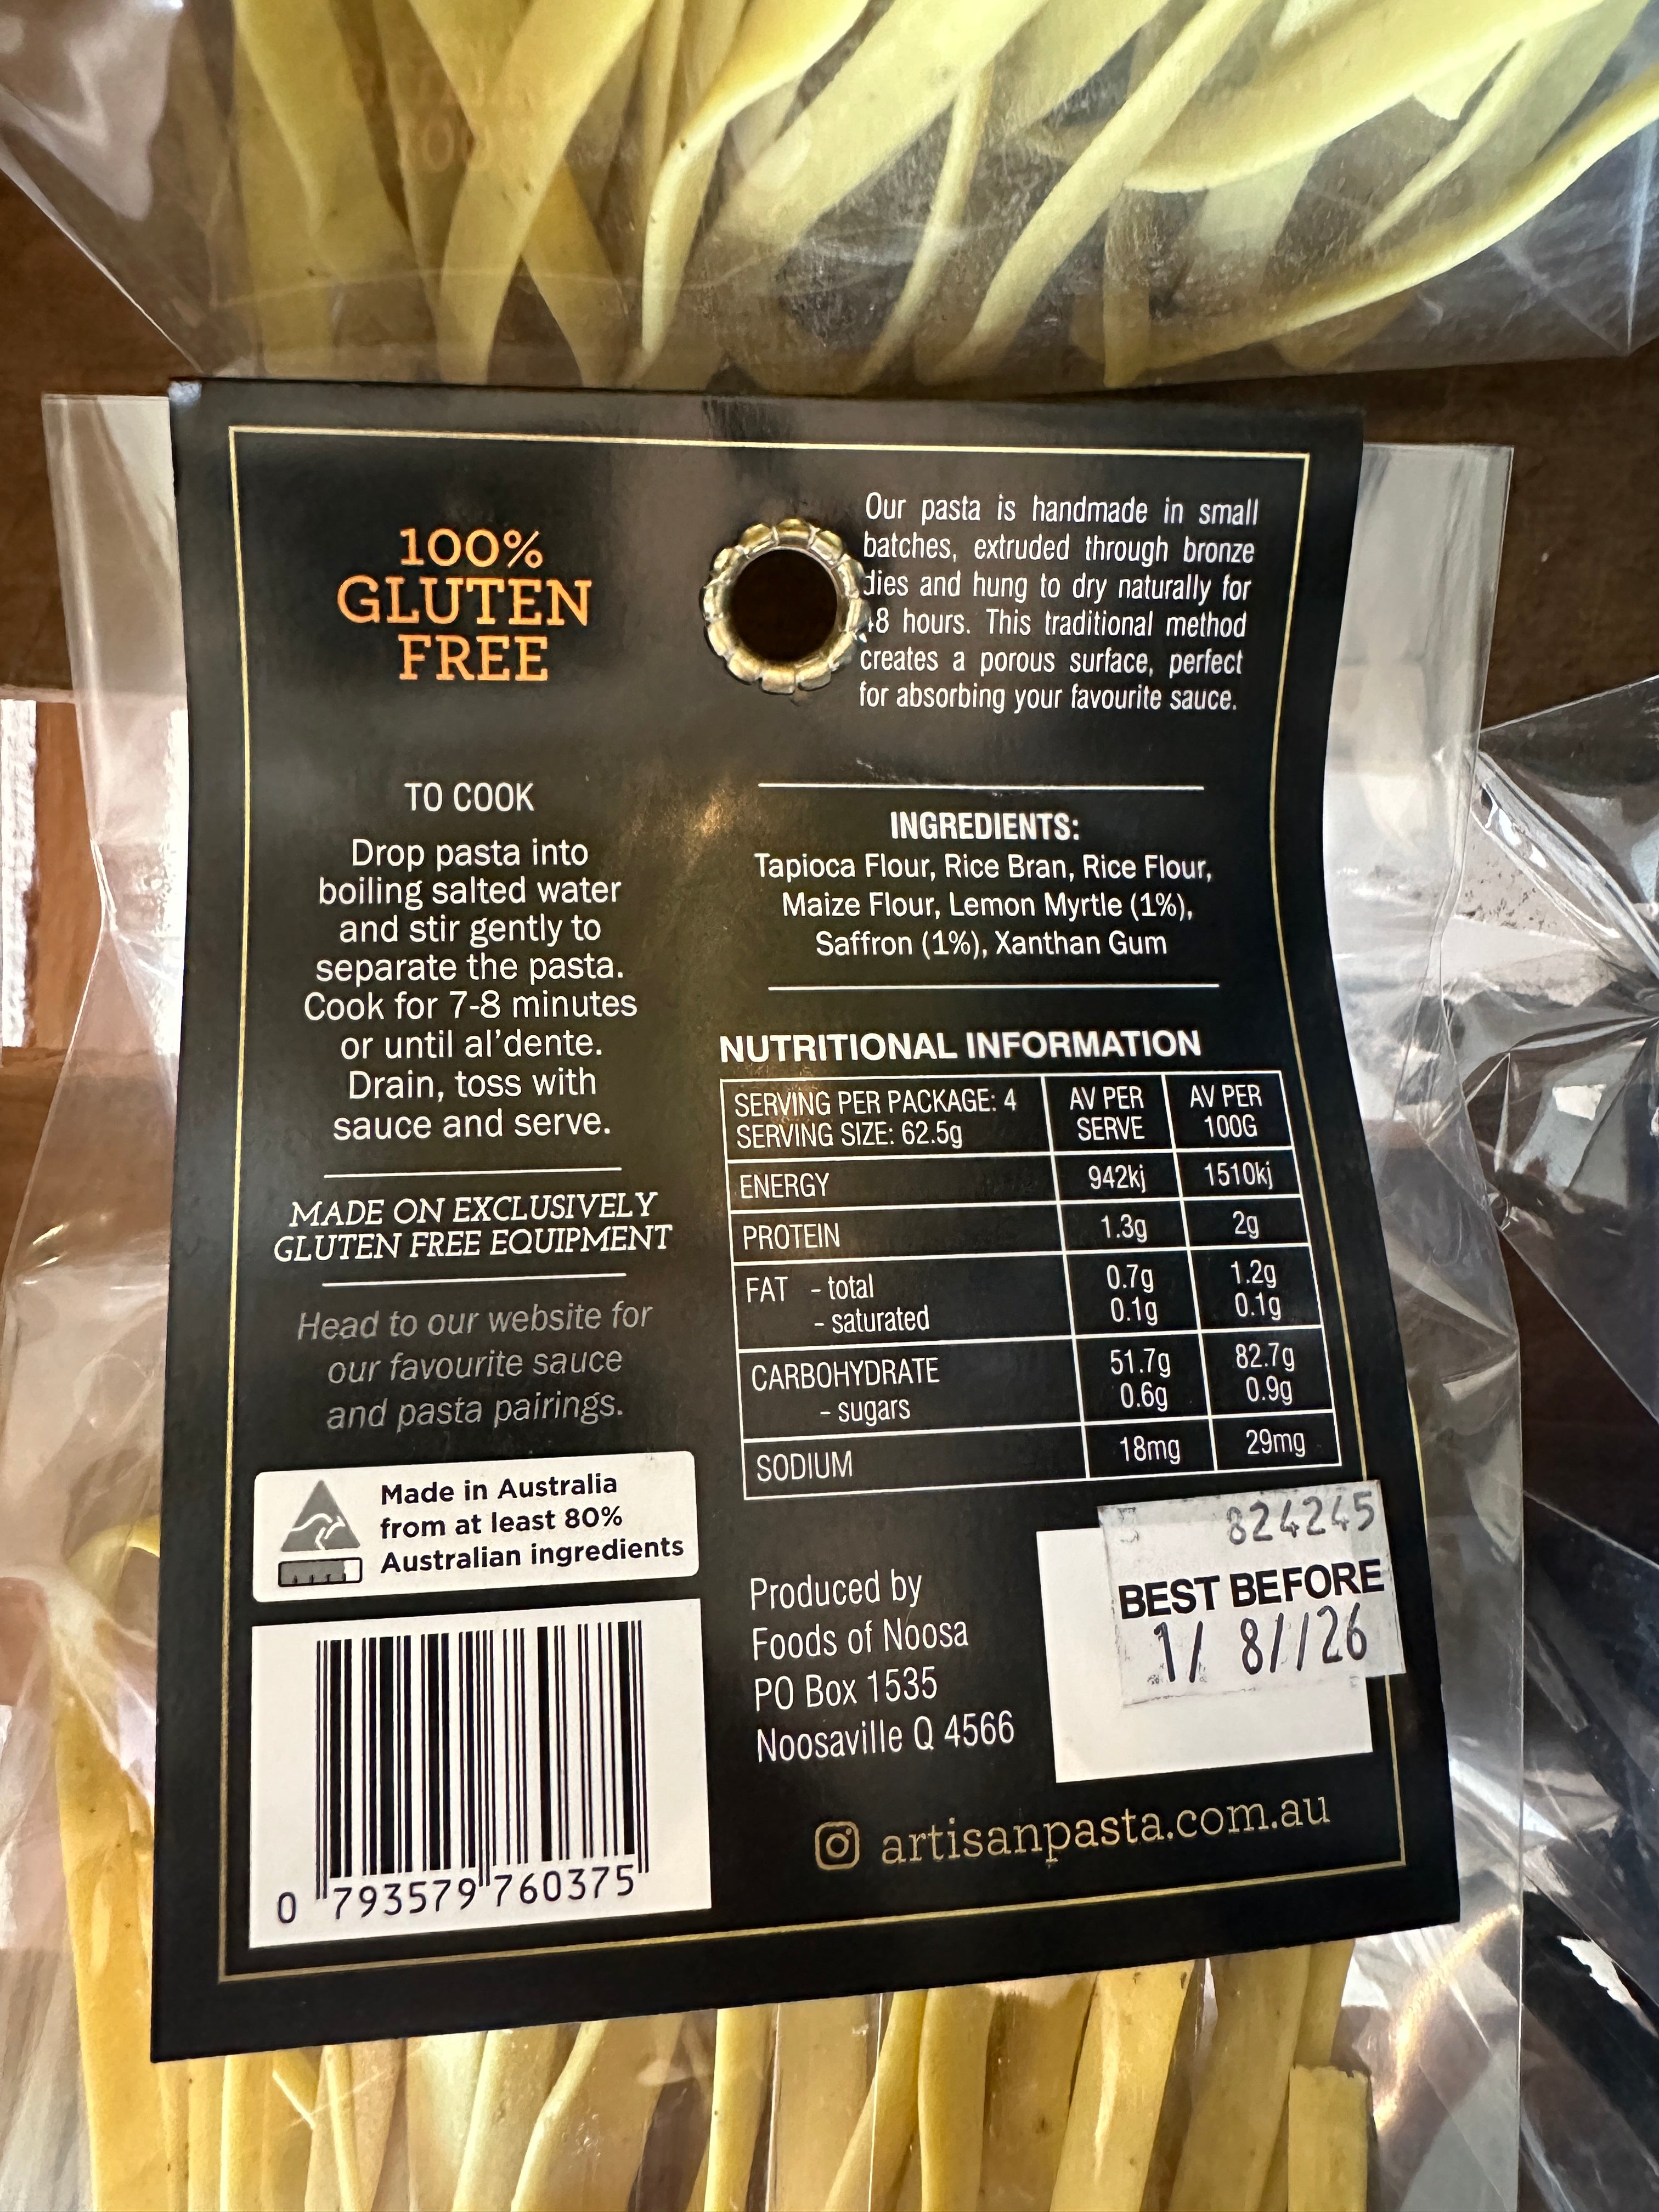 100%
GLUTEN
FREE
Our pasta is handmade in small
batches, extruded through bronze
dies and hung to dry naturally for
48 hours. This traditional method
creates a porous surface, perfect
for absorbing your favourite sauce.
TO COOK
Drop pasta into
boiling salted water
and stir gently to
separate the pasta.
Cook for 7-8 minutes
or until al'dente.
Drain, toss with
sauce and serve.
MADE ON EXCLUSIVELY
GLUTEN FREE EQUIPMENT
Head to our website for
our favourite sauce
and pasta pairings.
Made in Australia
from at least 80%
Australian ingredients
0 793579 760375
INGREDIENTS:
Tapioca Flour, Rice Bran, Rice Flour,
Maize Flour, Lemon Myrtle (1%),
Saffron (1%), Xanthan Gum
NUTRITIONAL INFORMATION
SERVING PER PACKAGE: 4
SERVING SIZE: 62.5g
AV PER
SERVE
AV PER
100G
ENERGY 942kj 1510kj
PROTEIN 1.3g 2g
FAT - total 0.7g 1.2g
- saturated 0.1g 0.1g
CARBOHYDRATE 51.7g 82.7g
- sugars 0.6g 0.9g
SODIUM 18mg 29mg
Produced by
Foods of Noosa
PO Box 1535
Noosaville Q 4566
824245
BEST BEFORE
1/ 8//26
artisanpasta.com.au